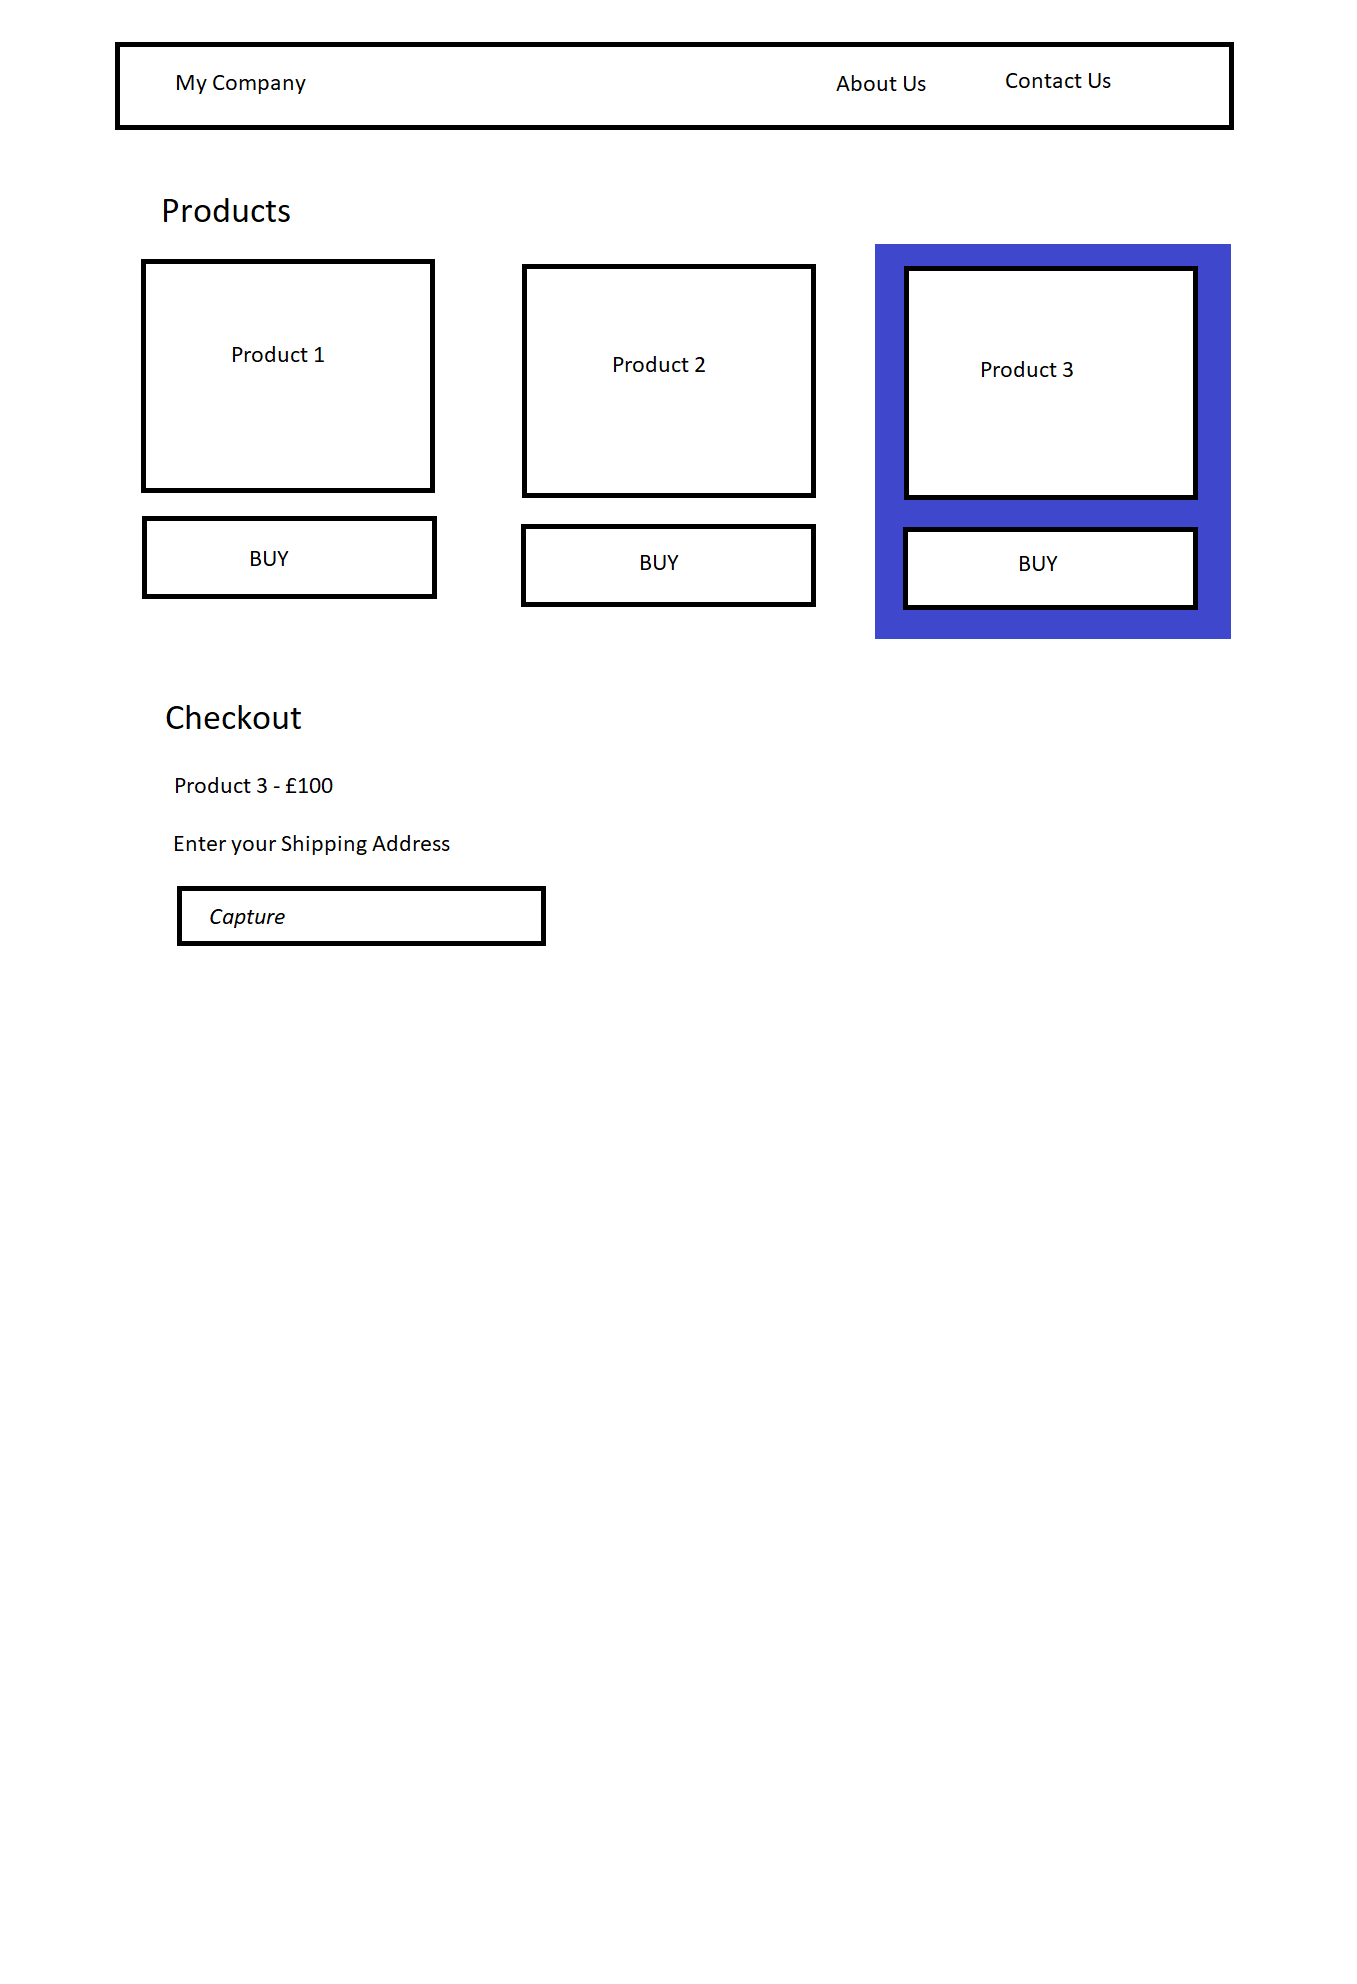 My Company About Us Contact Us
Products
Product 1 Product 2 Product 3
BUY BUY BUY
Checkout
Product 3 - £100
Enter your Shipping Address
Capture